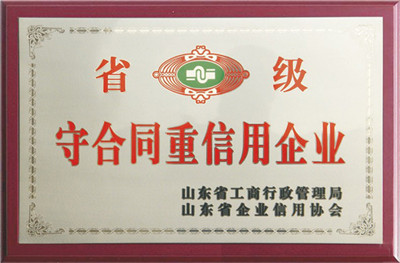 省级
守合同重信用企业
山东省工商行政管理局
山东省企业信用协会